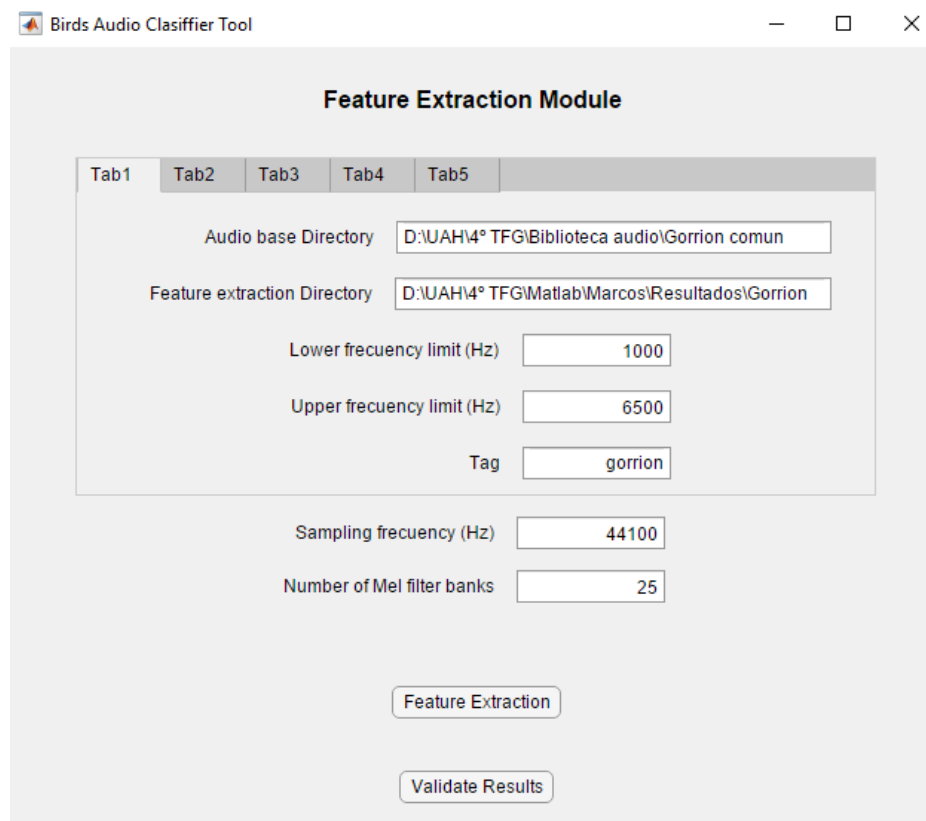 Birds Audio Clasiffier Tool
Feature Extraction Module
Tab1 Tab2 Tab3 Tab4 Tab5
Audio base Directory D:\UAH\4º TFG\Biblioteca audio\Gorrion comun
Feature extraction Directory D:\UAH\4º TFG\Matlab\Marcos\Resultados\Gorrion
Lower frecuency limit (Hz) 1000
Upper frecuency limit (Hz) 6500
Tag gorrion
Sampling frecuency (Hz) 44100
Number of Mel filter banks 25
Feature Extraction
Validate Results